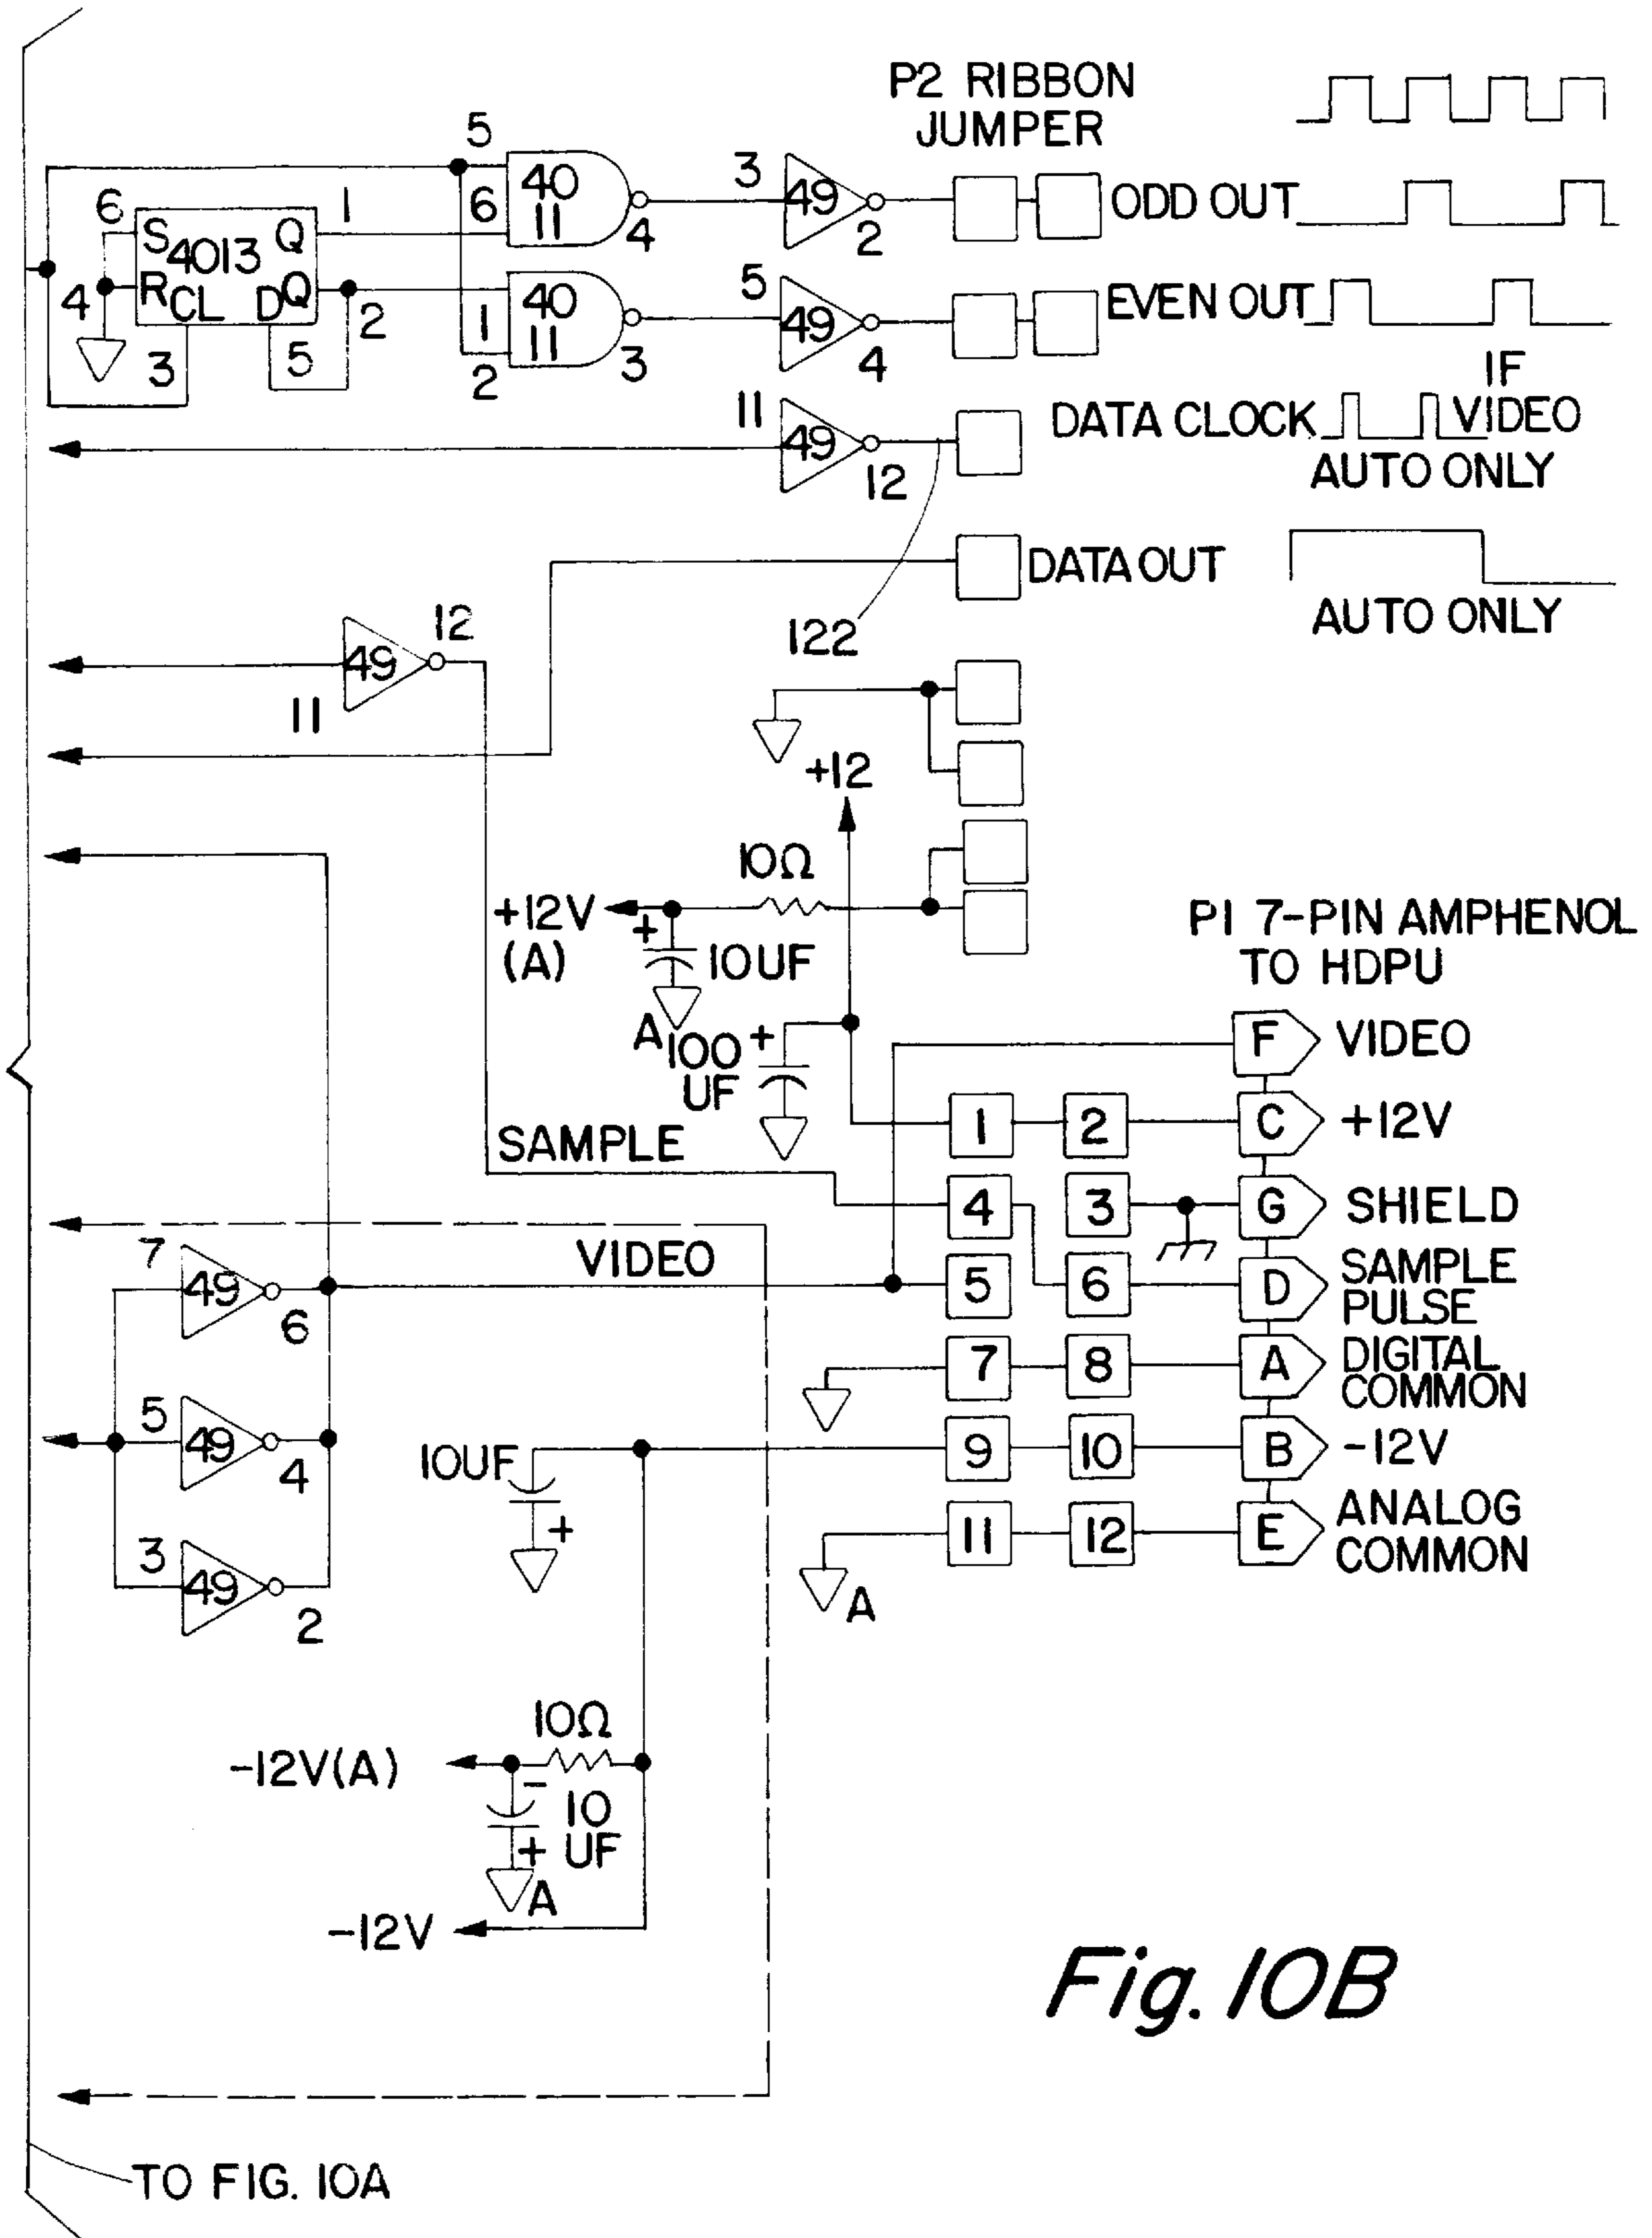 P2 RIBBON
JUMPER
5
6
40
11
4
3
49
2
ODD OUT
6
1
S
Q
4013
4
R
CL
D
Q
3
5
2
1
2
40
11
3
5
49
4
EVEN OUT
11
49
12
DATA CLOCK
IF
VIDEO
AUTO ONLY
DATA OUT
AUTO ONLY
122
49
12
11
+12
10Ω
+12V
(A)
+
10UF
A
100
UF
+
P1 7-PIN AMPHENOL
TO HDPU
F VIDEO
1 2 C +12V
SAMPLE
4 3 G SHIELD
VIDEO
5 6 D SAMPLE
PULSE
7 8 A DIGITAL
COMMON
9 10 B -12V
11 12 E ANALOG
COMMON
A
7
49
6
5
49
4
3
49
2
10UF
+
10Ω
-12V(A)
-
10
UF
+
A
-12V
Fig. 10B
TO FIG. 10A